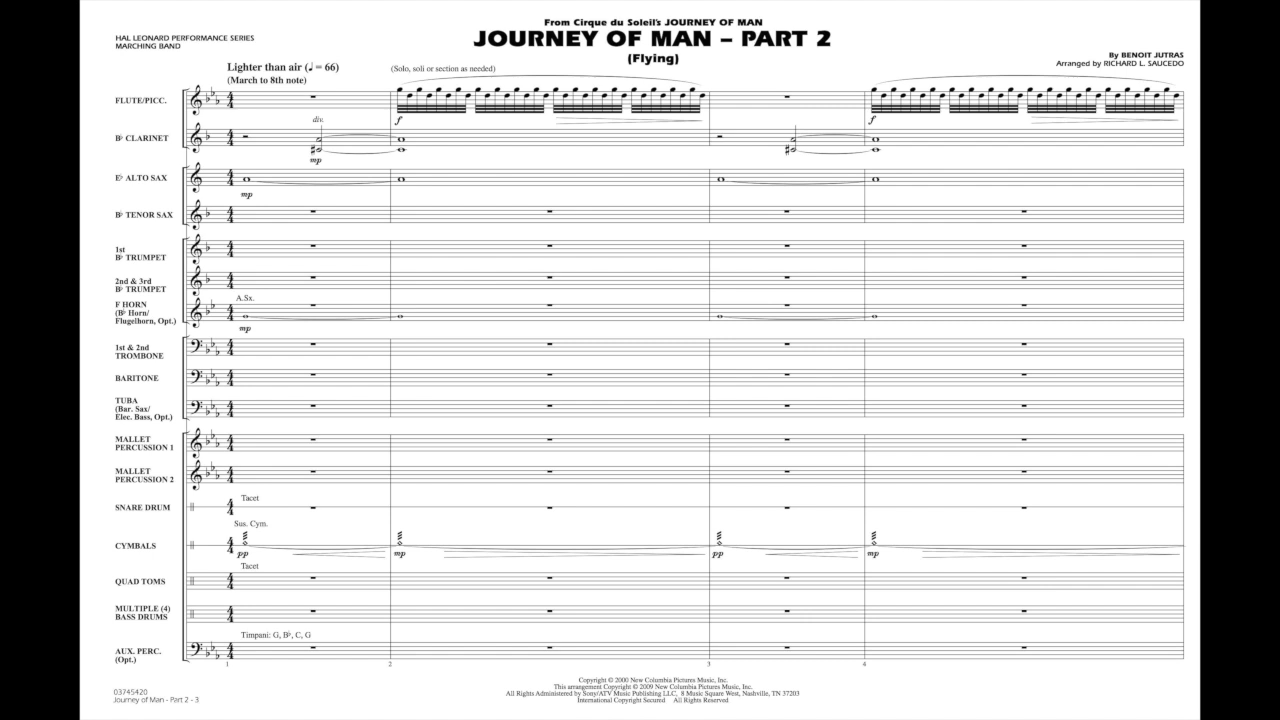 From Cirque du Soleil's JOURNEY OF MAN
JOURNEY OF MAN – PART 2
(Flying)
HAL LEONARD PERFORMANCE SERIES
MARCHING BAND
By BENOIT JUTRAS
Arranged by RICHARD L. SAUCEDO
Lighter than air (♩ = 66)
(March to 8th note)
(Solo, soli or section as needed)
FLUTE/PICC.
f
f
div.
B♭ CLARINET
mp
E♭ ALTO SAX
mp
B♭ TENOR SAX
1st
B♭ TRUMPET
2nd & 3rd
B♭ TRUMPET
A.Sx.
F HORN
(B♭ Horn/
Flugelhorn, Opt.)
mp
1st & 2nd
TROMBONE
BARITONE
TUBA
(Bar. Sax/
Elec. Bass, Opt.)
MALLET
PERCUSSION 1
MALLET
PERCUSSION 2
Tacet
SNARE DRUM
Sus. Cym.
CYMBALS
pp mp pp mp
Tacet
QUAD TOMS
MULTIPLE (4)
BASS DRUMS
Timpani: G, B♭, C, G
AUX. PERC.
(Opt.)
1 2 3 4
Copyright © 2000 New Columbia Pictures Music, Inc.
This arrangement Copyright © 2009 New Columbia Pictures Music, Inc.
All Rights Administered by Sony/ATV Music Publishing LLC, 8 Music Square West, Nashville, TN 37203
International Copyright Secured All Rights Reserved
03745420
Journey of Man - Part 2 - 3